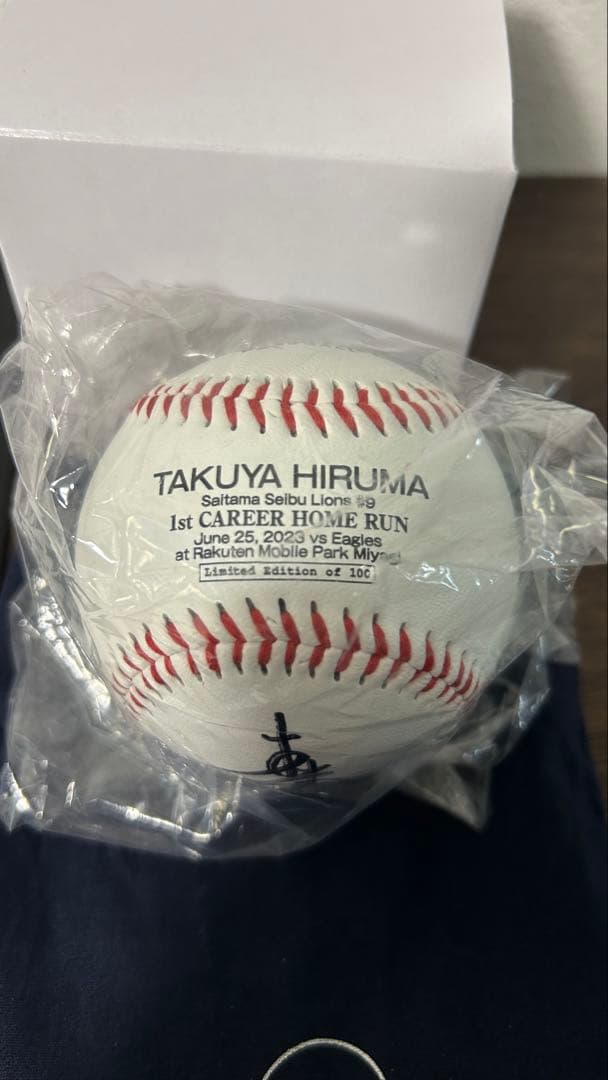 TAKUYA HIRUMA
Saitama Seibu Lions #9
1st CAREER HOME RUN
June 25, 2023 vs Eagles
at Rakuten Mobile Park Miyagi
Limited Edition of 100